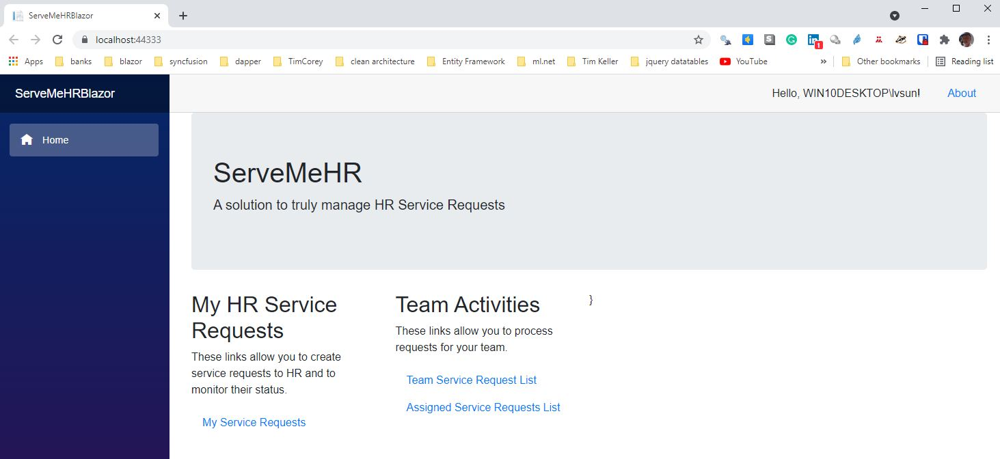 ServeMeHRBlazor
localhost:44333
1
Apps banks blazor syncfusion dapper TimCorey clean architecture Entity Framework ml.net Tim Keller jquery datatables YouTube » Other bookmarks Reading list
ServeMeHRBlazor
Hello, WIN10DESKTOP\lvsun! About
Home
ServeMeHR
A solution to truly manage HR Service Requests
My HR Service
Requests
These links allow you to create
service requests to HR and to
monitor their status.
My Service Requests
Team Activities
These links allow you to process
requests for your team.
Team Service Request List
Assigned Service Requests List
}